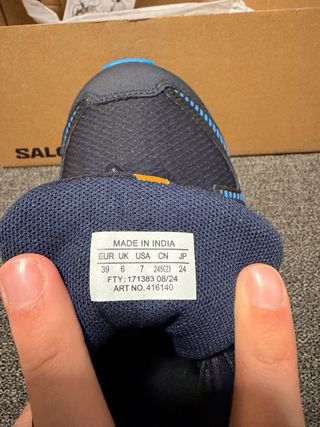 SALO
MADE IN INDIA
EUR UK USA CN JP
39 6 7 245(2) 24
FTY: 171383 08/24
ART NO. 416140